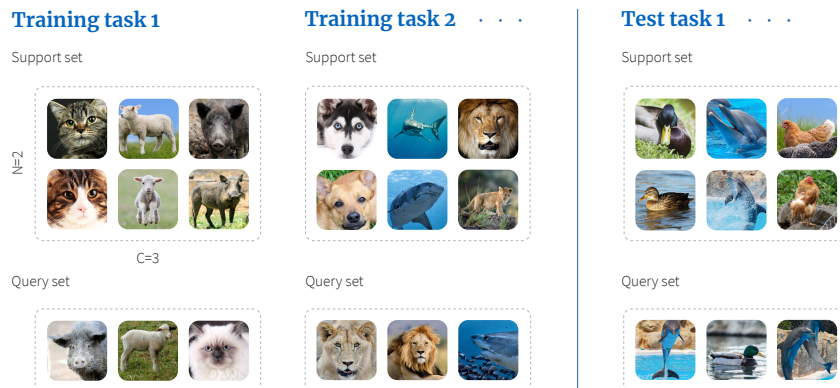 Training task 1
Training task 2 · · ·
Test task 1 · · ·
Support set
Support set
Support set
N=2
C=3
Query set
Query set
Query set